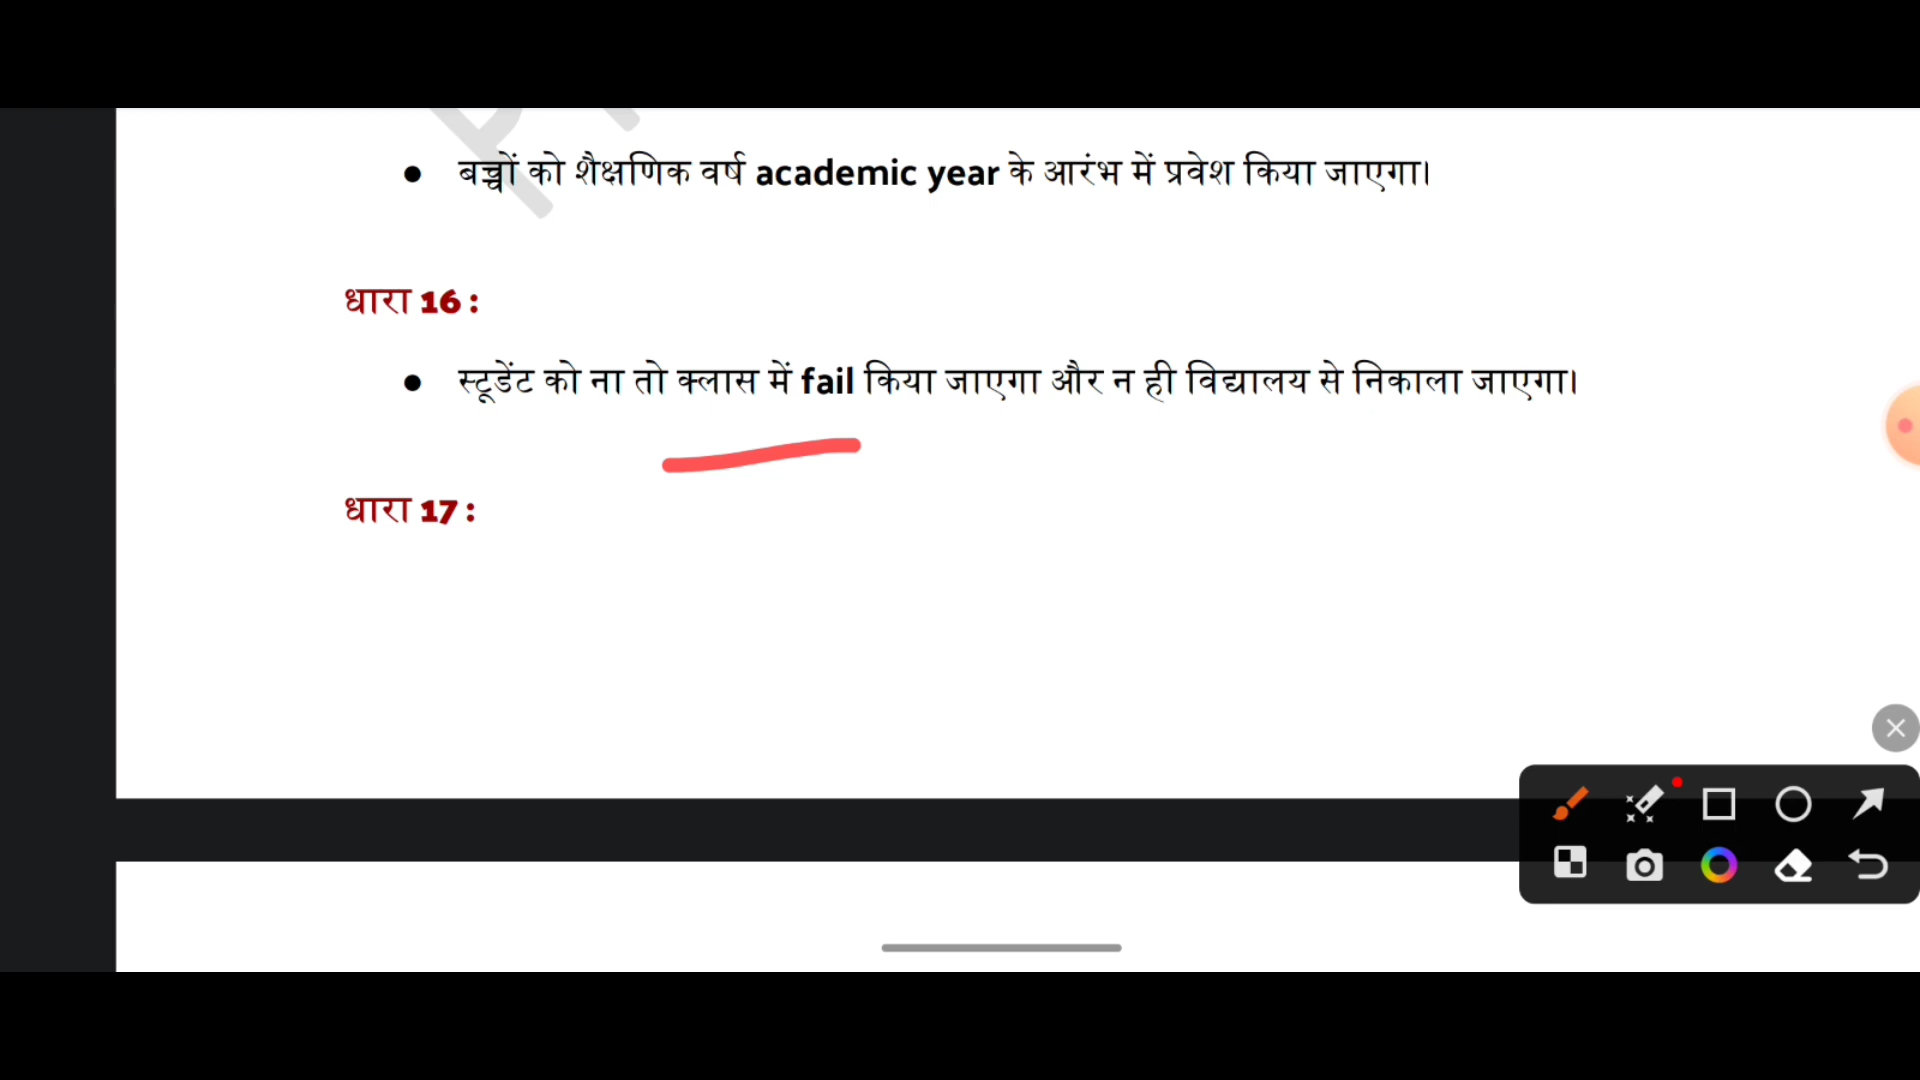 ● बच्चों को शैक्षणिक वर्ष academic year के आरंभ में प्रवेश किया जाएगा।
धारा 16 :
● स्टूडेंट को ना तो क्लास में fail किया जाएगा और न ही विद्यालय से निकाला जाएगा।
धारा 17 :